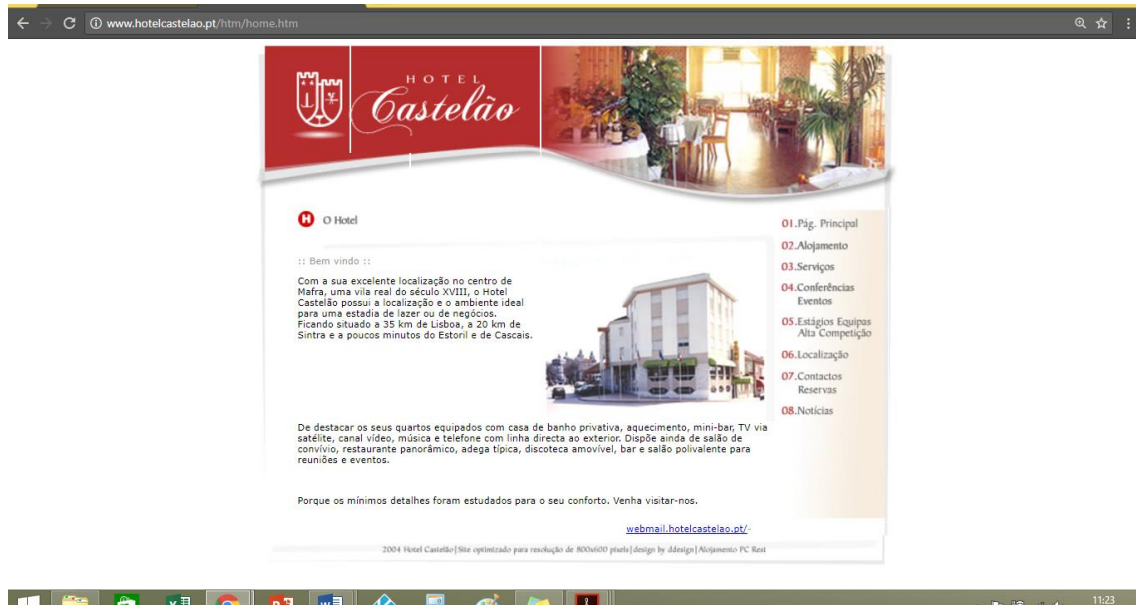 www.hotelcastelao.pt/htm/home.htm
HOTEL
Castelão
H O Hotel
:: Bem vindo ::
Com a sua excelente localização no centro de
Mafra, uma vila real do século XVIII, o Hotel
Castelão possui a localização e o ambiente ideal
para uma estadia de lazer ou de negócios.
Ficando situado a 35 km de Lisboa, a 20 km de
Sintra e a poucos minutos do Estoril e de Cascais.
De destacar os seus quartos equipados com casa de banho privativa, aquecimento, mini-bar, TV via
satélite, canal vídeo, música e telefone com linha directa ao exterior. Dispõe ainda de salão de
convívio, restaurante panorâmico, adega típica, discoteca amovível, bar e salão polivalente para
reuniões e eventos.
Porque os mínimos detalhes foram estudados para o seu conforto. Venha visitar-nos.
webmail.hotelcastelao.pt/-
01.Pág. Principal
02.Alojamento
03.Serviços
04.Conferências
Eventos
05.Estágios Equipas
Alta Competição
06.Localização
07.Contactos
Reservas
08.Notícias
2004 Hotel Castelão|Site optimizado para resolução de 800x600 pixels|design by ddesign|Alojamento PC Rest
11:23